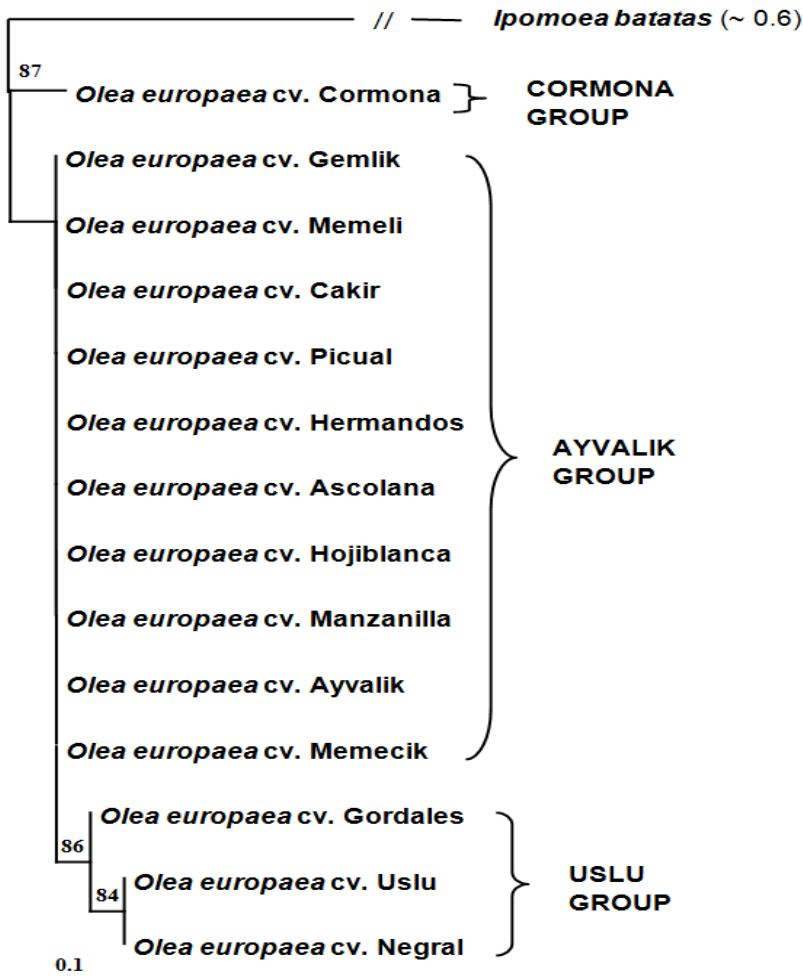 // Ipomoea batatas (~ 0.6)
87
Olea europaea cv. Cormona
CORMONA
GROUP
Olea europaea cv. Gemlik
Olea europaea cv. Memeli
Olea europaea cv. Cakir
Olea europaea cv. Picual
Olea europaea cv. Hermandos
Olea europaea cv. Ascolana
Olea europaea cv. Hojiblanca
Olea europaea cv. Manzanilla
Olea europaea cv. Ayvalik
Olea europaea cv. Memecik
AYVALIK
GROUP
Olea europaea cv. Gordales
86
Olea europaea cv. Uslu
84
Olea europaea cv. Negral
USLU
GROUP
0.1